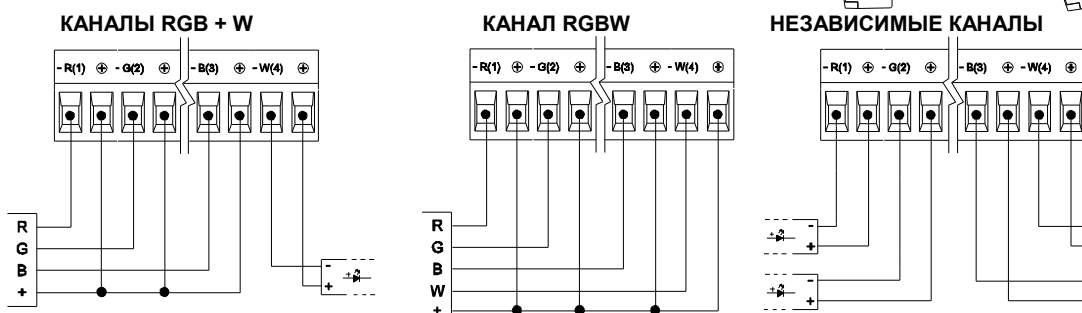 КАНАЛЫ RGB + W
- R(1) + - G(2) + - B(3) + - W(4) +
R
G
B
+
-
+
+
КАНАЛ RGBW
- R(1) + - G(2) + - B(3) + - W(4) +
R
G
B
W
+
НЕЗАВИСИМЫЕ КАНАЛЫ
- R(1) + - G(2) + - B(3) + - W(4) +
-
+
+
-
+
+